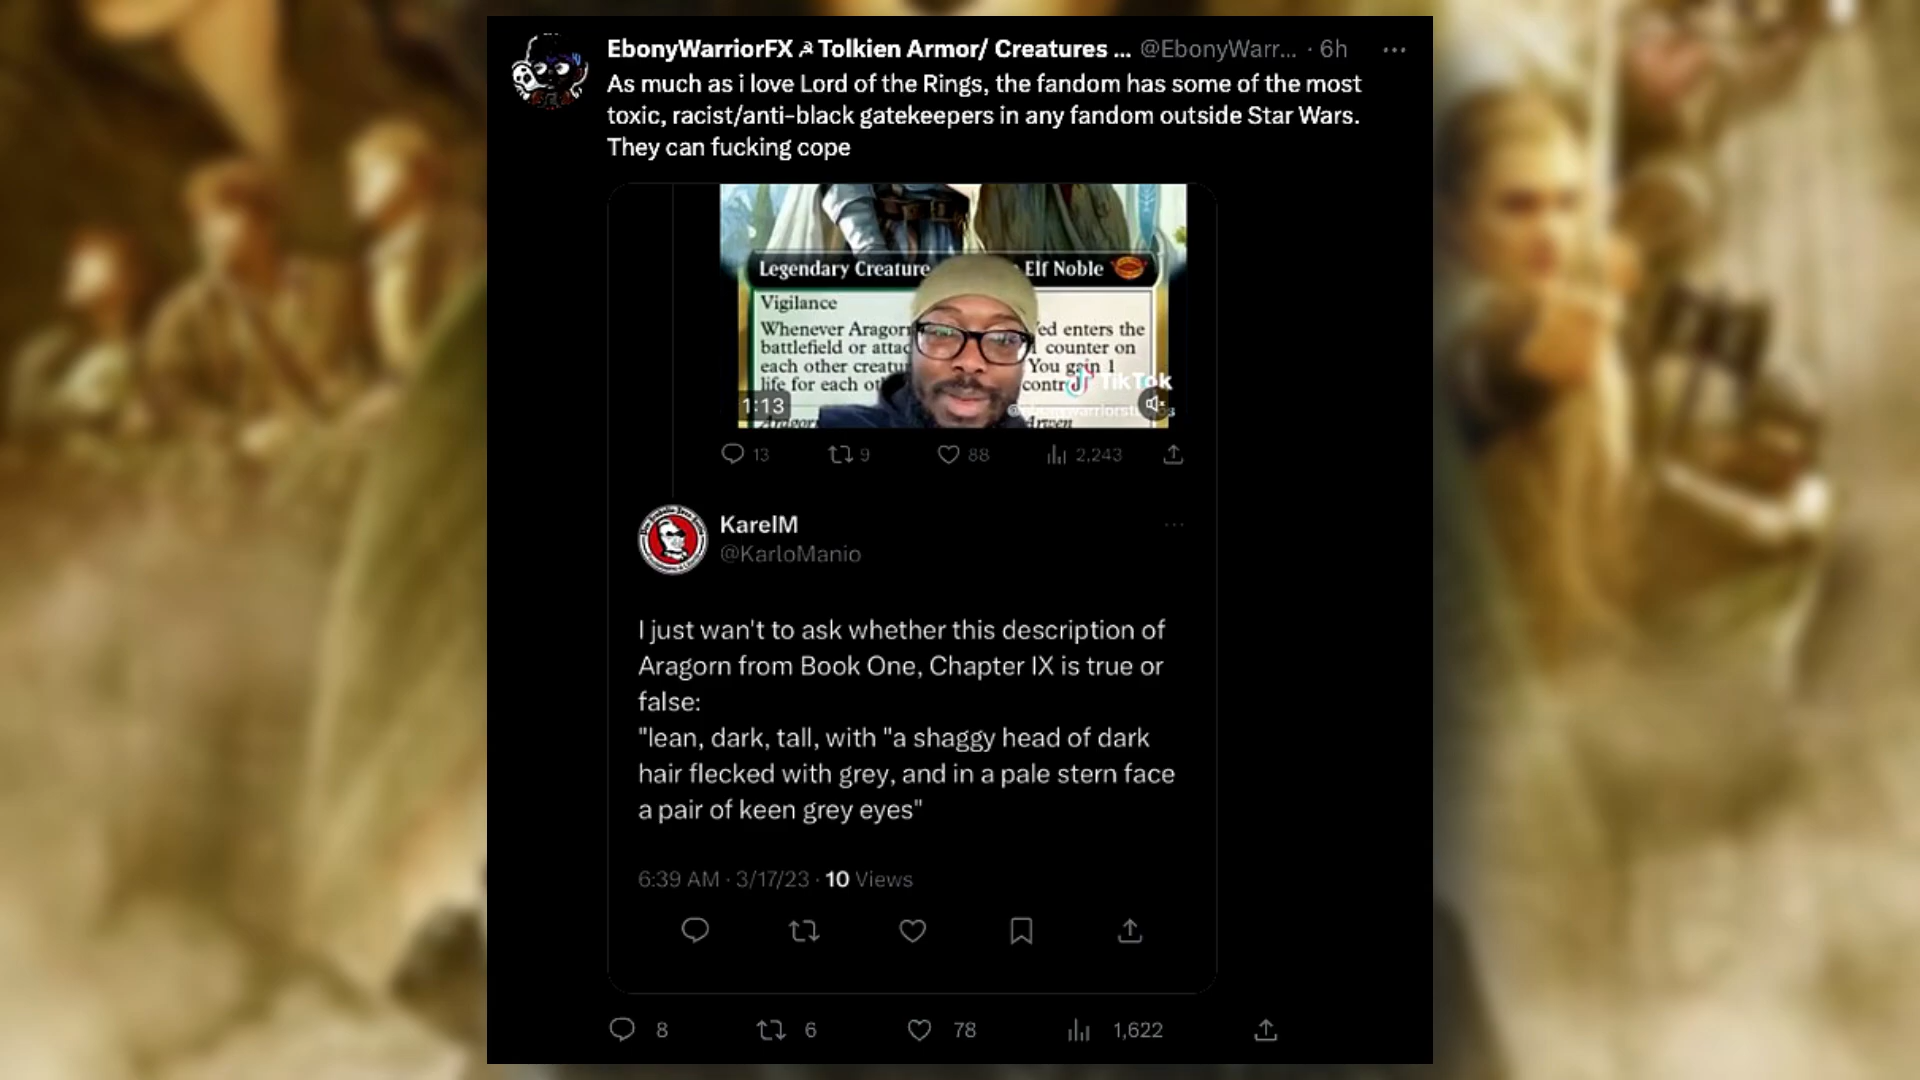 EbonyWarriorFX ☭ Tolkien Armor/ Creatures ... @EbonyWarr... · 6h
As much as i love Lord of the Rings, the fandom has some of the most
toxic, racist/anti-black gatekeepers in any fandom outside Star Wars.
They can fucking cope
Legendary Creature Elf Noble
Vigilance
Whenever Aragorn ed enters the
battlefield or attac counter on
each other creatur You gain 1
life for each ot contr
TikTok
1:13
Aragorn Arwen
13 9 88 2,243
KarelM
@KarloManio
I just wan't to ask whether this description of
Aragorn from Book One, Chapter IX is true or
false:
"lean, dark, tall, with "a shaggy head of dark
hair flecked with grey, and in a pale stern face
a pair of keen grey eyes"
6:39 AM · 3/17/23 · 10 Views
8 6 78 1,622